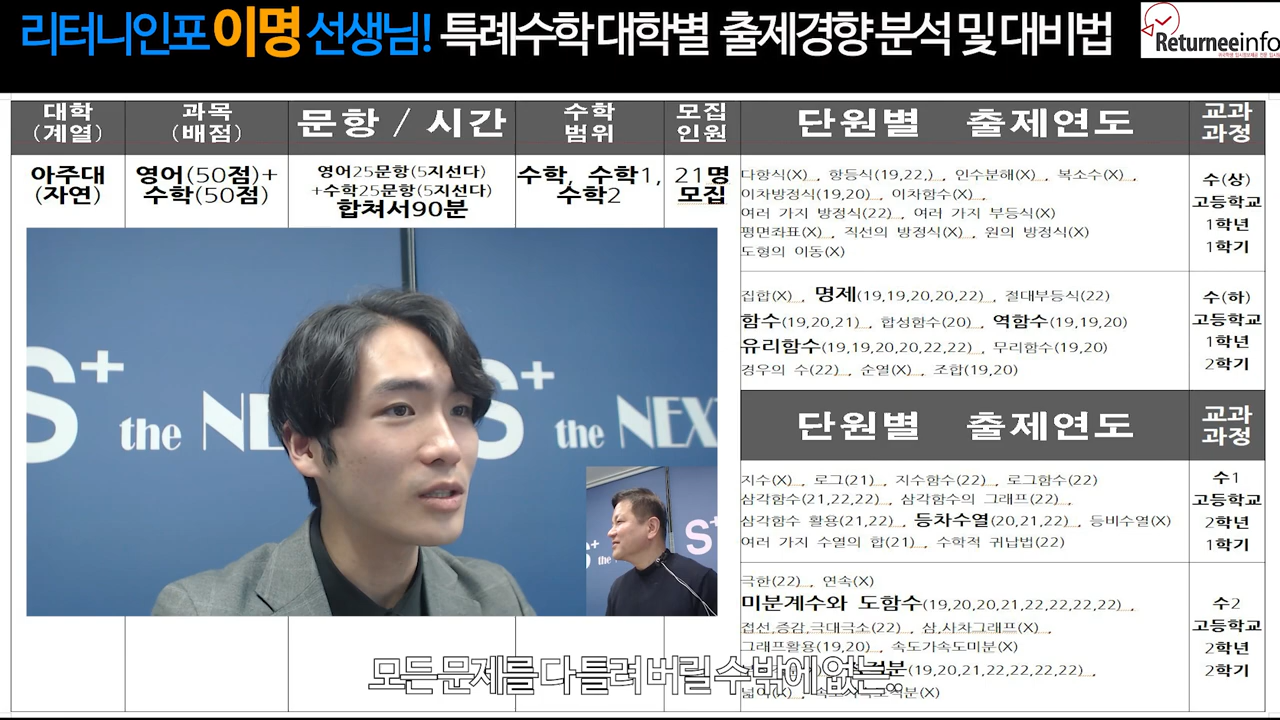 리터니인포 이명 선생님! 특례수학 대학별 출제경향 분석 및 대비법
Returneeinfo
대학
(계열)
과목
(배점)
문항 / 시간
수학
범위
모집
인원
단원별 출제연도
교과
과정
아주대
(자연)
영어(50점)+
수학(50점)
영어25문항(5지선다)
+수학25문항(5지선다)
합쳐서90분
수학, 수학1,
수학2
21명
모집
다항식(X) , 항등식(19,22,) , 인수분해(X) , 복소수(X) ,
이차방정식(19,20) , 이차함수(X) ,
여러 가지 방정식(22) , 여러 가지 부등식(X)
평면좌표(X) , 직선의 방정식(X) , 원의 방정식(X)
도형의 이동(X)
수(상)
고등학교
1학년
1학기
집합(X) , 명제(19,19,20,20,22) , 절대부등식(22)
함수(19,20,21) , 합성함수(20) , 역함수(19,19,20)
유리함수(19,19,20,20,22,22) , 무리함수(19,20)
경우의 수(22) , 순열(X) , 조합(19,20)
수(하)
고등학교
1학년
2학기
단원별 출제연도
교과
과정
지수(X) , 로그(21) , 지수함수(22) , 로그함수(22)
삼각함수(21,22,22) , 삼각함수의 그래프(22) ,
삼각함수 활용(21,22) , 등차수열(20,21,22) , 등비수열(X)
여러 가지 수열의 합(21) , 수학적 귀납법(22)
수1
고등학교
2학년
1학기
극한(22) , 연속(X)
미분계수와 도함수(19,20,20,21,22,22,22,22) ,
접선,증감,극대극소(22) , 삼,사차그래프(X) ,
그래프활용(19,20) , 속도가속도미분(X)
(19,20,21,22,22,22,22) ,
넓이(X) ,
수2
고등학교
2학년
2학기
S+ the NEXT
S+ the NEXT
모든 문제를 다 틀려 버릴 수밖에 없는..